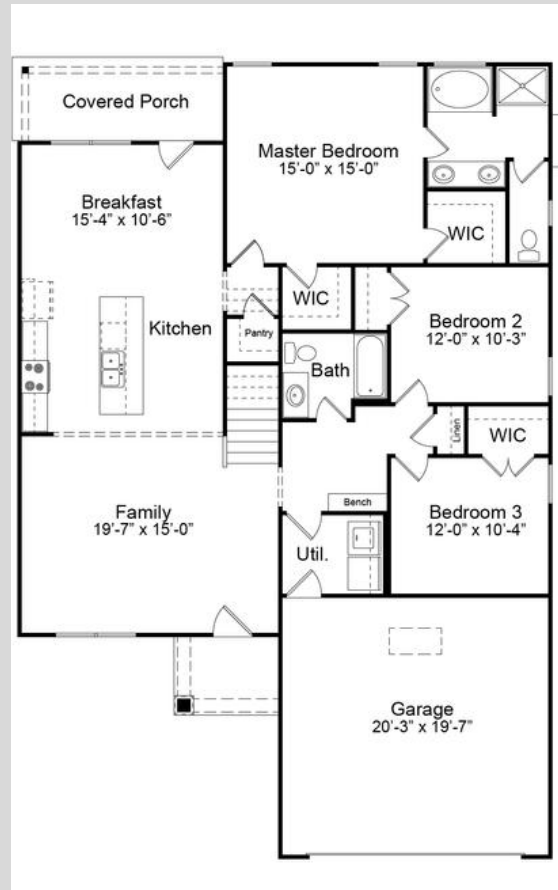 Covered Porch
Master Bedroom
15'-0" x 15'-0"
Breakfast
15'-4" x 10'-6"
WIC
WIC
Kitchen
Pantry
Bedroom 2
12'-0" x 10'-3"
Bath
Linen
WIC
Family
19'-7" x 15'-0"
Bench
Bedroom 3
12'-0" x 10'-4"
Util.
Garage
20'-3" x 19'-7"